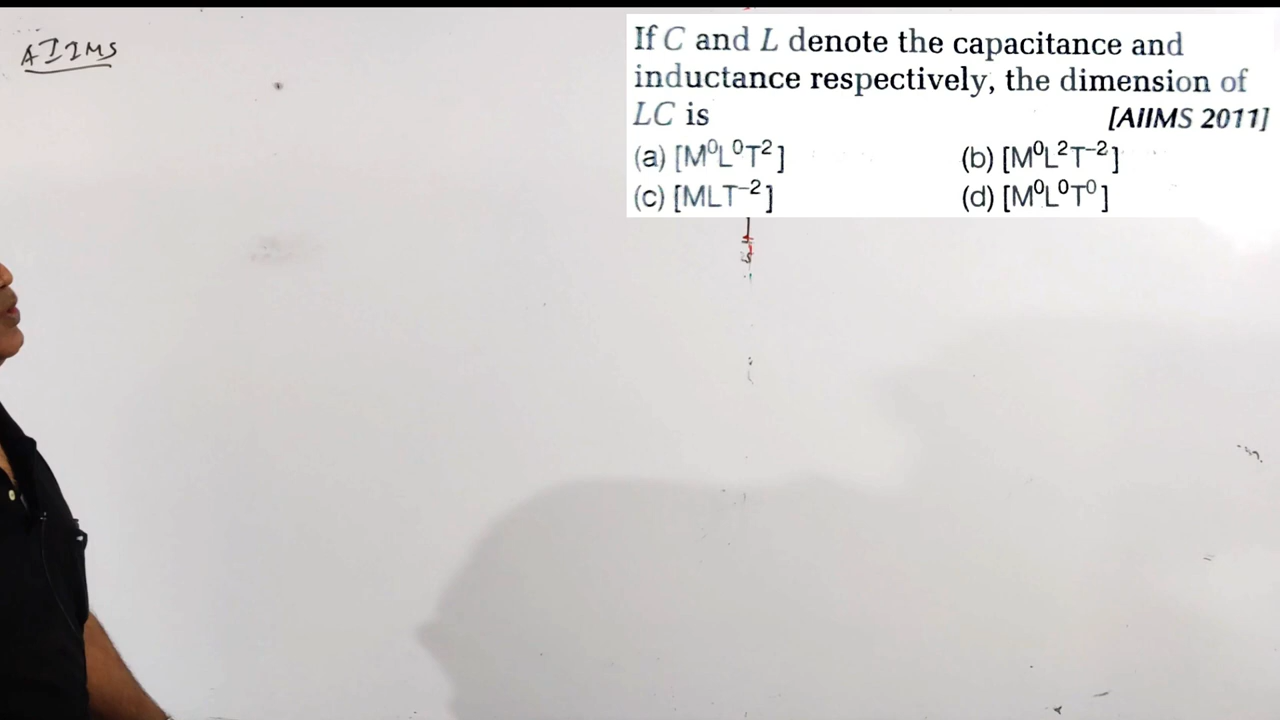 AIIMS
If C and L denote the capacitance and
inductance respectively, the dimension of
LC is [AIIMS 2011]
(a) [M⁰L⁰T²] (b) [M⁰L²T⁻²]
(c) [MLT⁻²] (d) [M⁰L⁰T⁰]